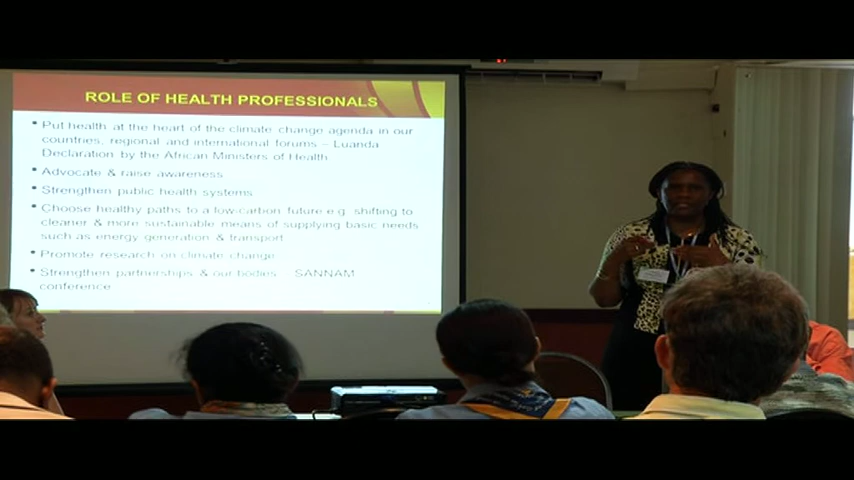 ROLE OF HEALTH PROFESSIONALS
• Put health at the heart of the climate change agenda in our
countries, regional and international forums – Luanda
Declaration by the African Ministers of Health
• Advocate & raise awareness
• Strengthen public health systems
• Choose healthy paths to a low-carbon future e.g. shifting to
cleaner & more sustainable means of supplying basic needs
such as energy generation & transport
• Promote research on climate change
• Strengthen partnerships & our bodies SANNAM
conference